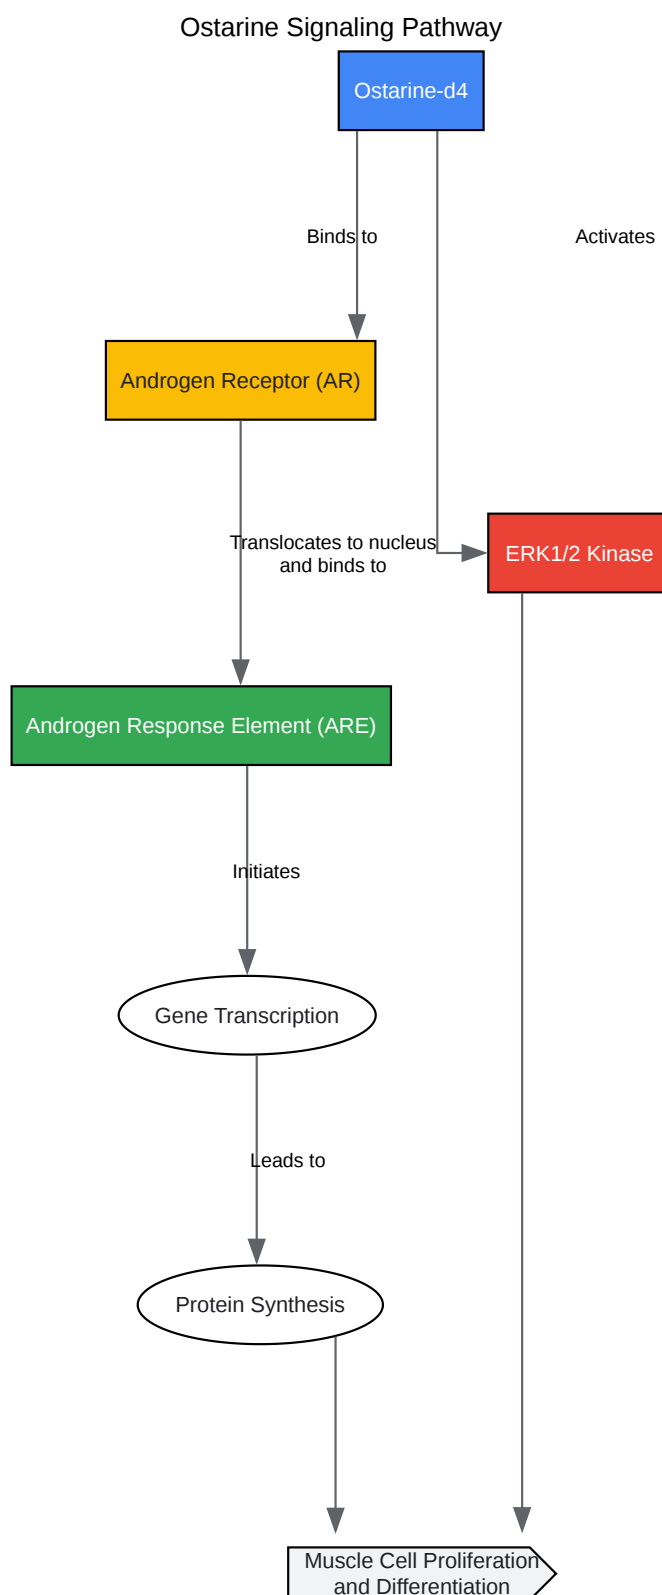 Ostarine Signaling Pathway
Ostarine-d4
Binds to
Activates
Androgen Receptor (AR)
Translocates to nucleus
and binds to
ERK1/2 Kinase
Androgen Response Element (ARE)
Initiates
Gene Transcription
Leads to
Protein Synthesis
Muscle Cell Proliferation
and Differentiation